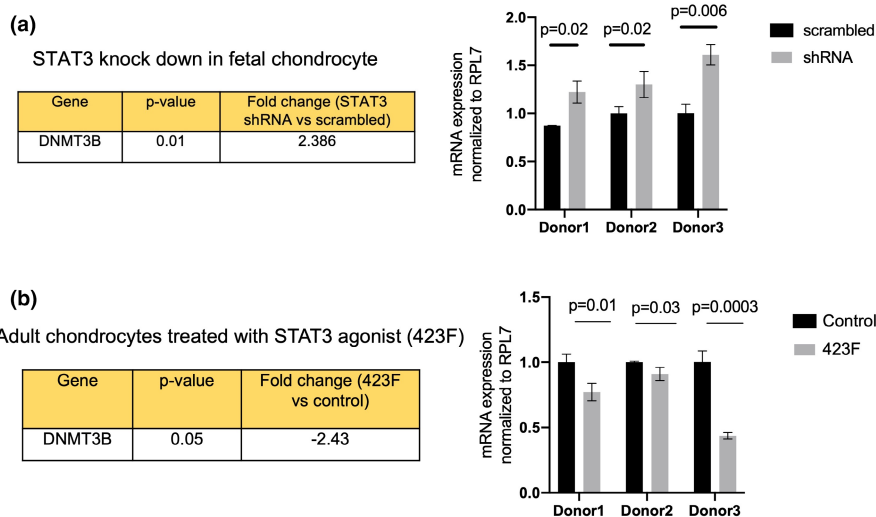 (a)
STAT3 knock down in fetal chondrocyte
Gene p-value Fold change (STAT3
shRNA vs scrambled)
DNMT3B 0.01 2.386
mRNA expression
normalized to RPL7
2.0
1.5
1.0
0.5
0.0
p=0.02 p=0.02 p=0.006
Donor1 Donor2 Donor3
scrambled
shRNA
(b)
Adult chondrocytes treated with STAT3 agonist (423F)
Gene p-value Fold change (423F
vs control)
DNMT3B 0.05 -2.43
mRNA expression
normalized to RPL7
1.5
1.0
0.5
0.0
p=0.01 p=0.03 p=0.0003
Donor1 Donor2 Donor3
Control
423F